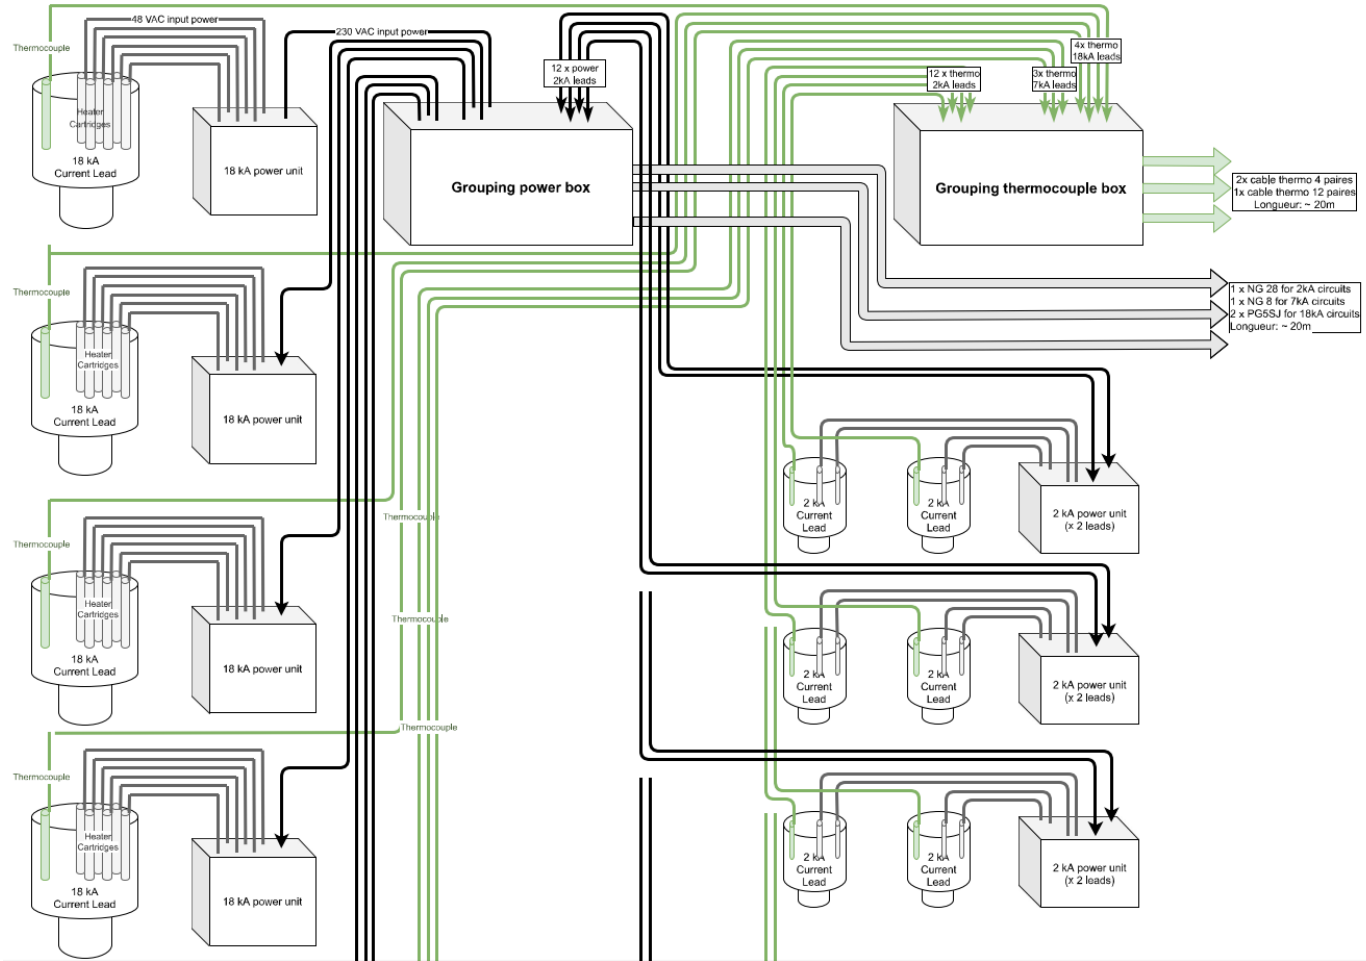 48 VAC input power
Thermocouple
230 VAC input power
Heater
Cartridges
18 kA
Current Lead
18 kA power unit
12 x power
2kA leads
Grouping power box
12 x thermo
2kA leads
3x thermo
7kA leads
4x thermo
18kA leads
Grouping thermocouple box
2x cable thermo 4 paires
1x cable thermo 12 paires
Longueur: ~ 20m
1 x NG 28 for 2kA circuits
1 x NG 8 for 7kA circuits
2 x PG5SJ for 18kA circuits
Longueur: ~ 20m
Thermocouple
Heater
Cartridges
18 kA
Current Lead
18 kA power unit
Thermocouple
Heater
Cartridges
18 kA
Current Lead
18 kA power unit
Thermocouple
Heater
Cartridges
18 kA
Current Lead
18 kA power unit
Thermocouple
Thermocouple
Thermocouple
2 kA
Current
Lead
2 kA
Current
Lead
2 kA power unit
(x 2 leads)
2 kA
Current
Lead
2 kA
Current
Lead
2 kA power unit
(x 2 leads)
2 kA
Current
Lead
2 kA
Current
Lead
2 kA power unit
(x 2 leads)